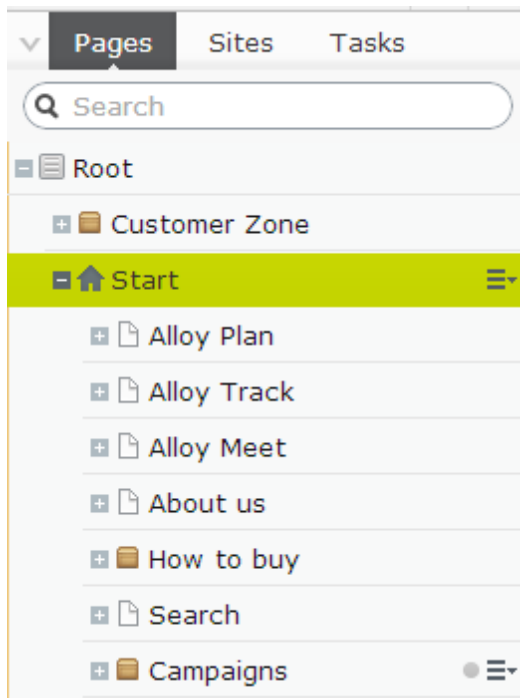 Pages Sites Tasks
Search
Root
Customer Zone
Start
Alloy Plan
Alloy Track
Alloy Meet
About us
How to buy
Search
Campaigns